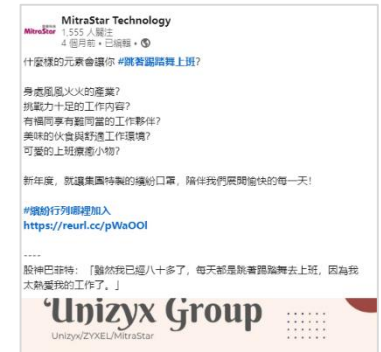 MitraStar
MitraStar Technology
1,555 人關注
4 個月前 • 已編輯 •
什麼樣的元素會讓你 #跳著踢踏舞上班?
身處風風火火的產業?
挑戰力十足的工作內容?
有福同享有難同當的工作夥伴?
美味的伙食與舒適工作環境?
可愛的上班療癒小物?
新年度，就讓集團特製的繽紛口罩，陪伴我們展開愉快的每一天!
#繽紛行列哪裡加入
https://reurl.cc/pWaOOl
----
股神巴菲特：「雖然我已經八十多了，每天都是跳著踢踏舞去上班，因為我
太熱愛我的工作了。」
Unizyx Group
Unizyx/ZYXEL/MitraStar